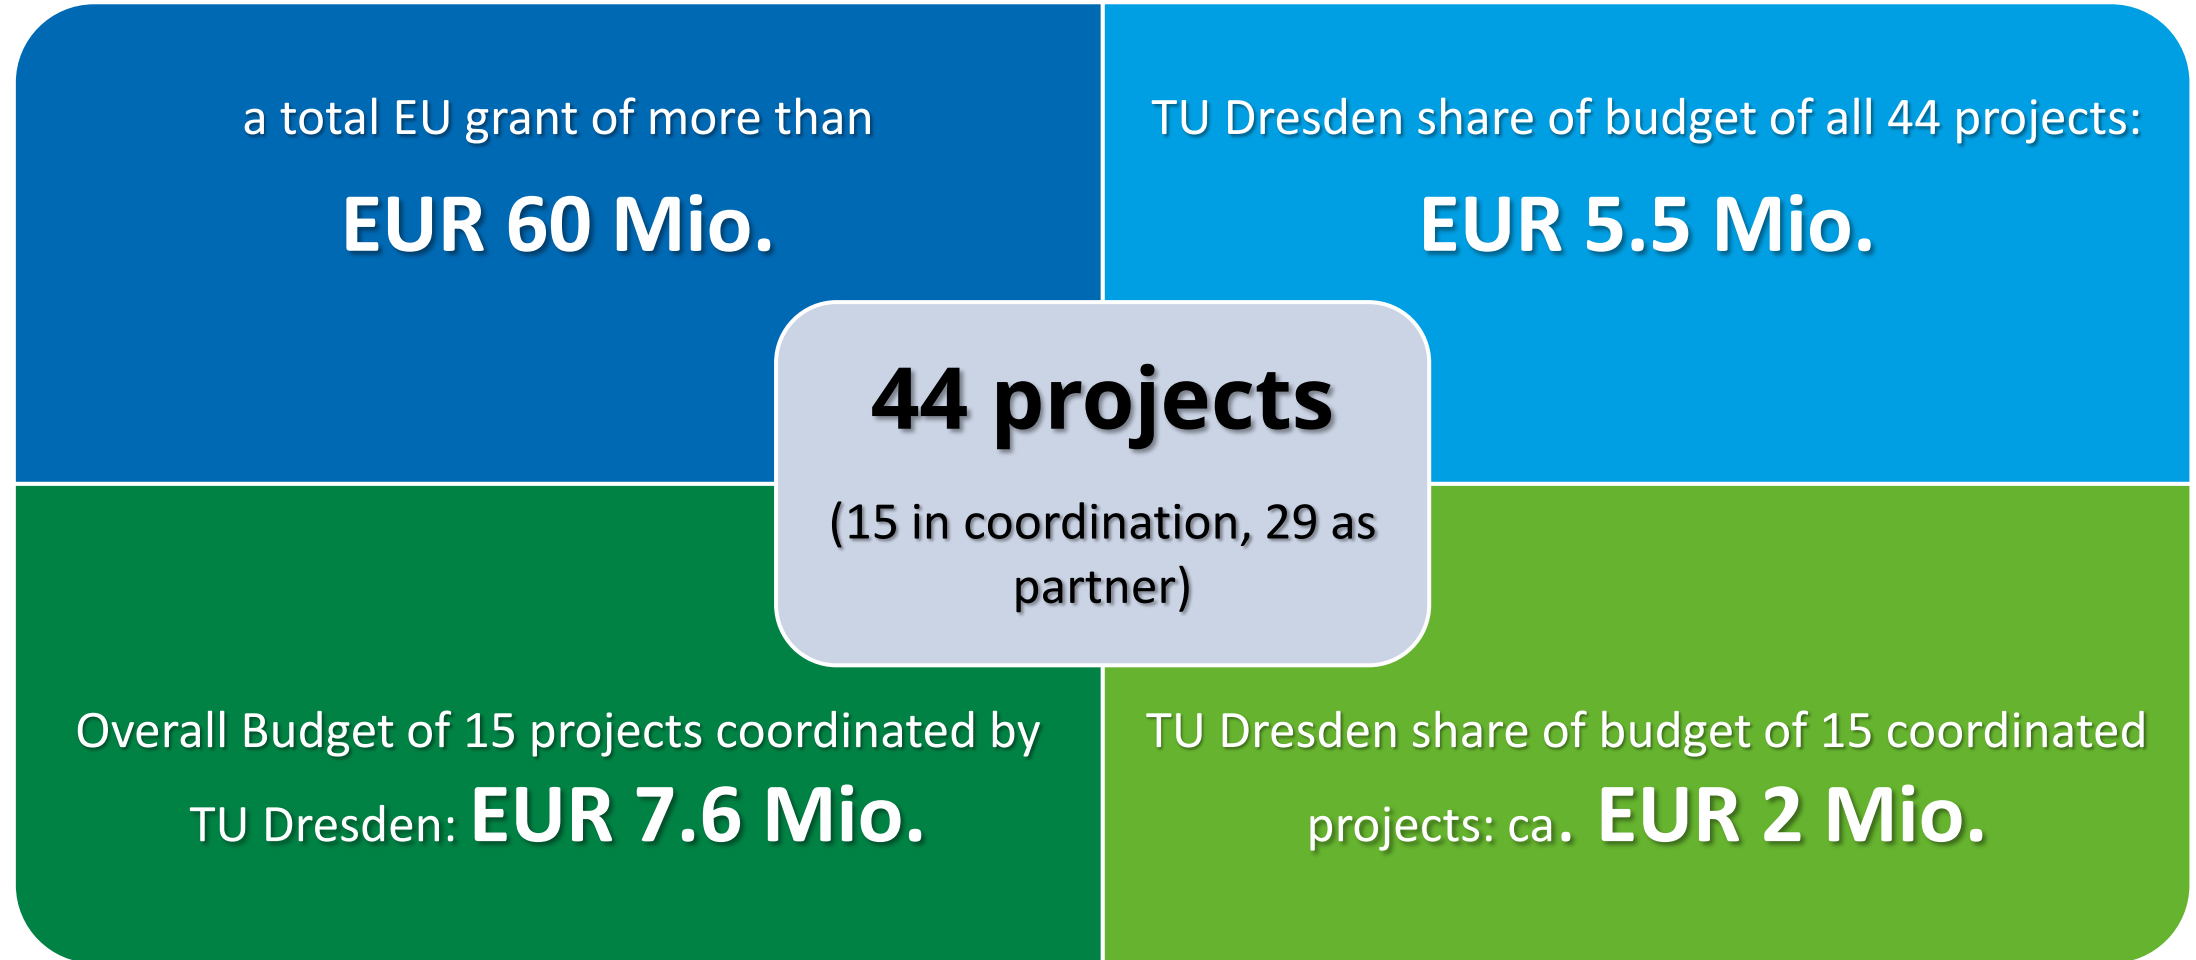 a total EU grant of more than
EUR 60 Mio.
TU Dresden share of budget of all 44 projects:
EUR 5.5 Mio.
44 projects
(15 in coordination, 29 as
partner)
Overall Budget of 15 projects coordinated by
TU Dresden: EUR 7.6 Mio.
TU Dresden share of budget of 15 coordinated
projects: ca. EUR 2 Mio.